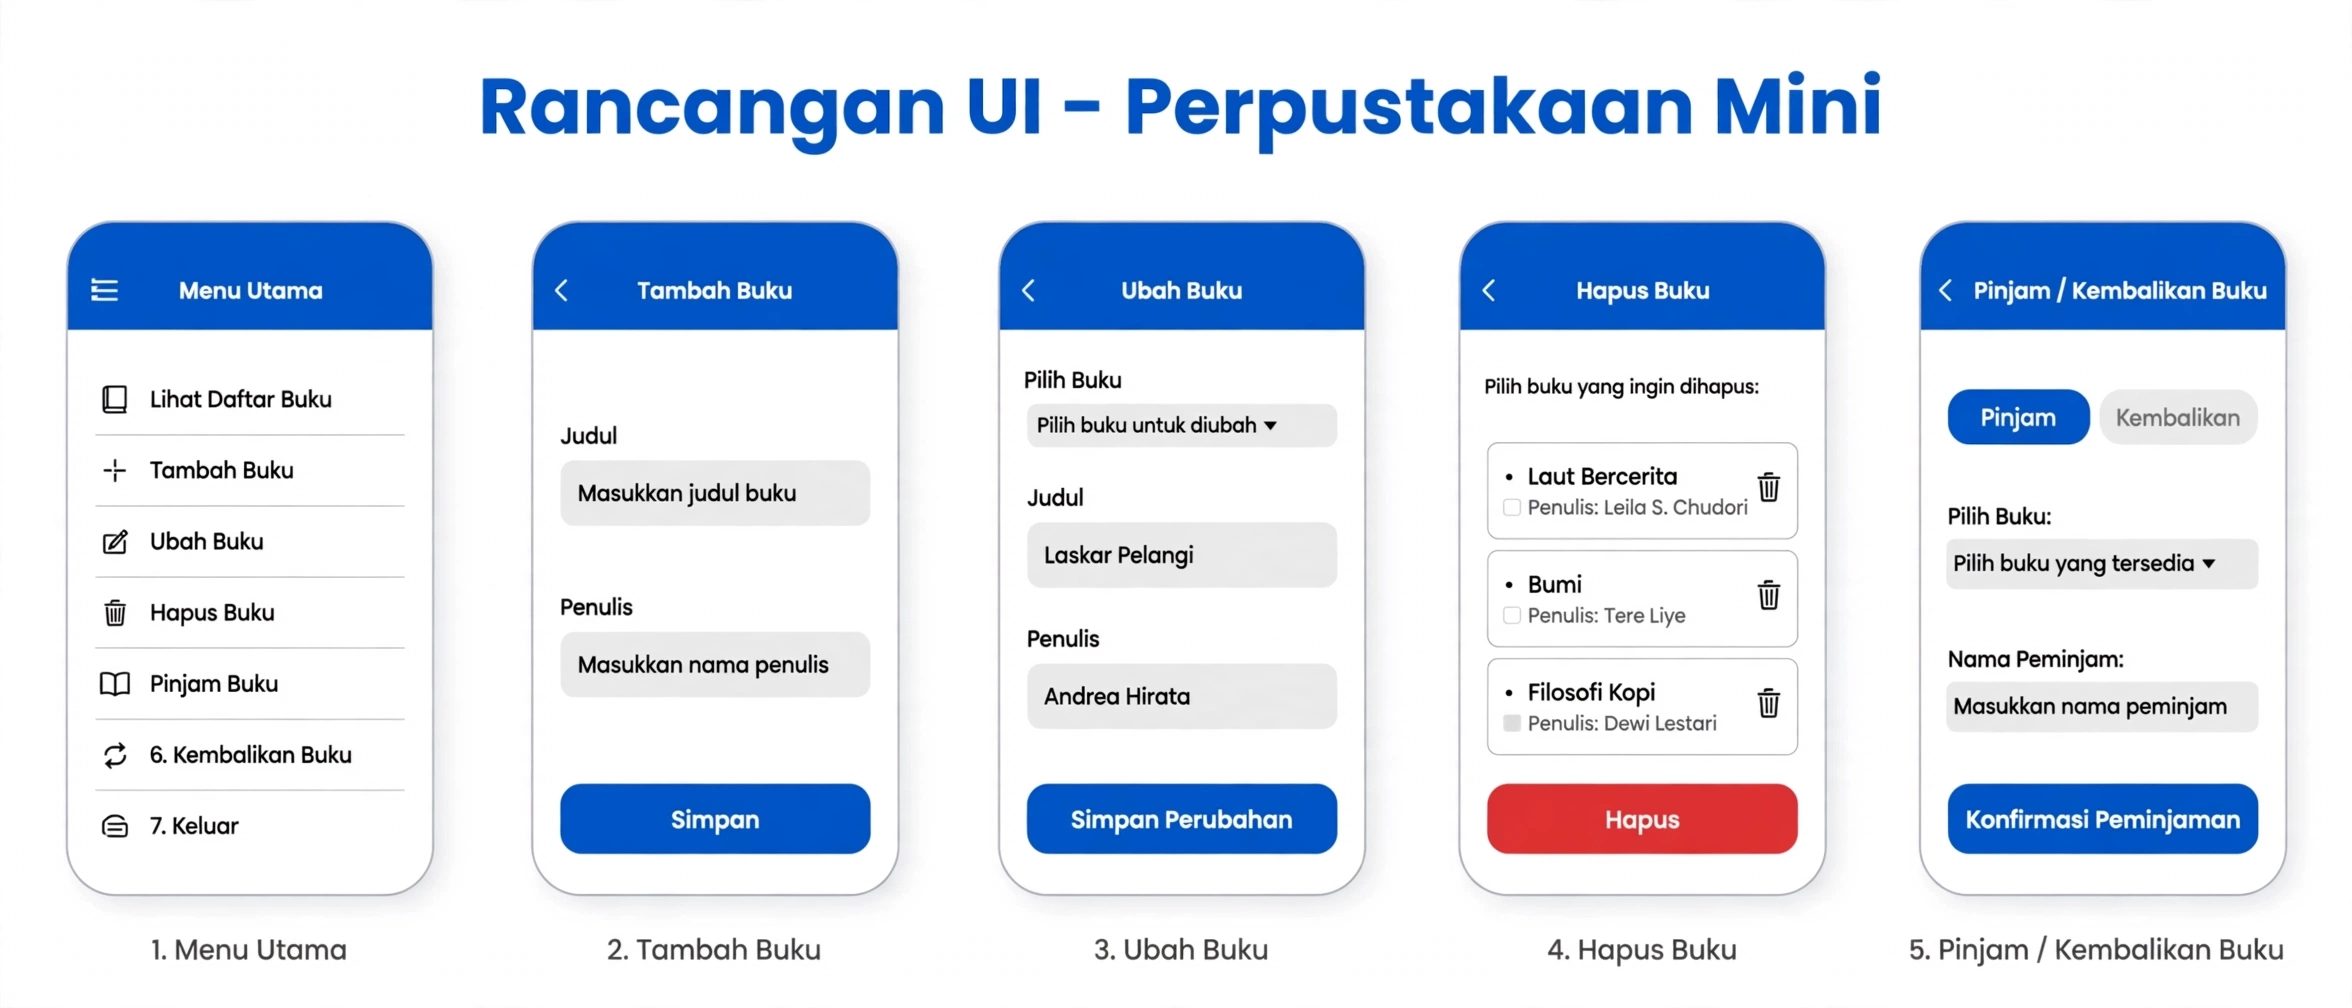 Rancangan UI - Perpustakaan Mini
Menu Utama
Lihat Daftar Buku
Tambah Buku
Ubah Buku
Hapus Buku
Pinjam Buku
6. Kembalikan Buku
7. Keluar
1. Menu Utama
Tambah Buku
Judul
Masukkan judul buku
Penulis
Masukkan nama penulis
Simpan
2. Tambah Buku
Ubah Buku
Pilih Buku
Pilih buku untuk diubah
Judul
Laskar Pelangi
Penulis
Andrea Hirata
Simpan Perubahan
3. Ubah Buku
Hapus Buku
Pilih buku yang ingin dihapus:
• Laut Bercerita
Penulis: Leila S. Chudori
• Bumi
Penulis: Tere Liye
• Filosofi Kopi
Penulis: Dewi Lestari
Hapus
4. Hapus Buku
Pinjam / Kembalikan Buku
Pinjam
Kembalikan
Pilih Buku:
Pilih buku yang tersedia
Nama Peminjam:
Masukkan nama peminjam
Konfirmasi Peminjaman
5. Pinjam / Kembalikan Buku